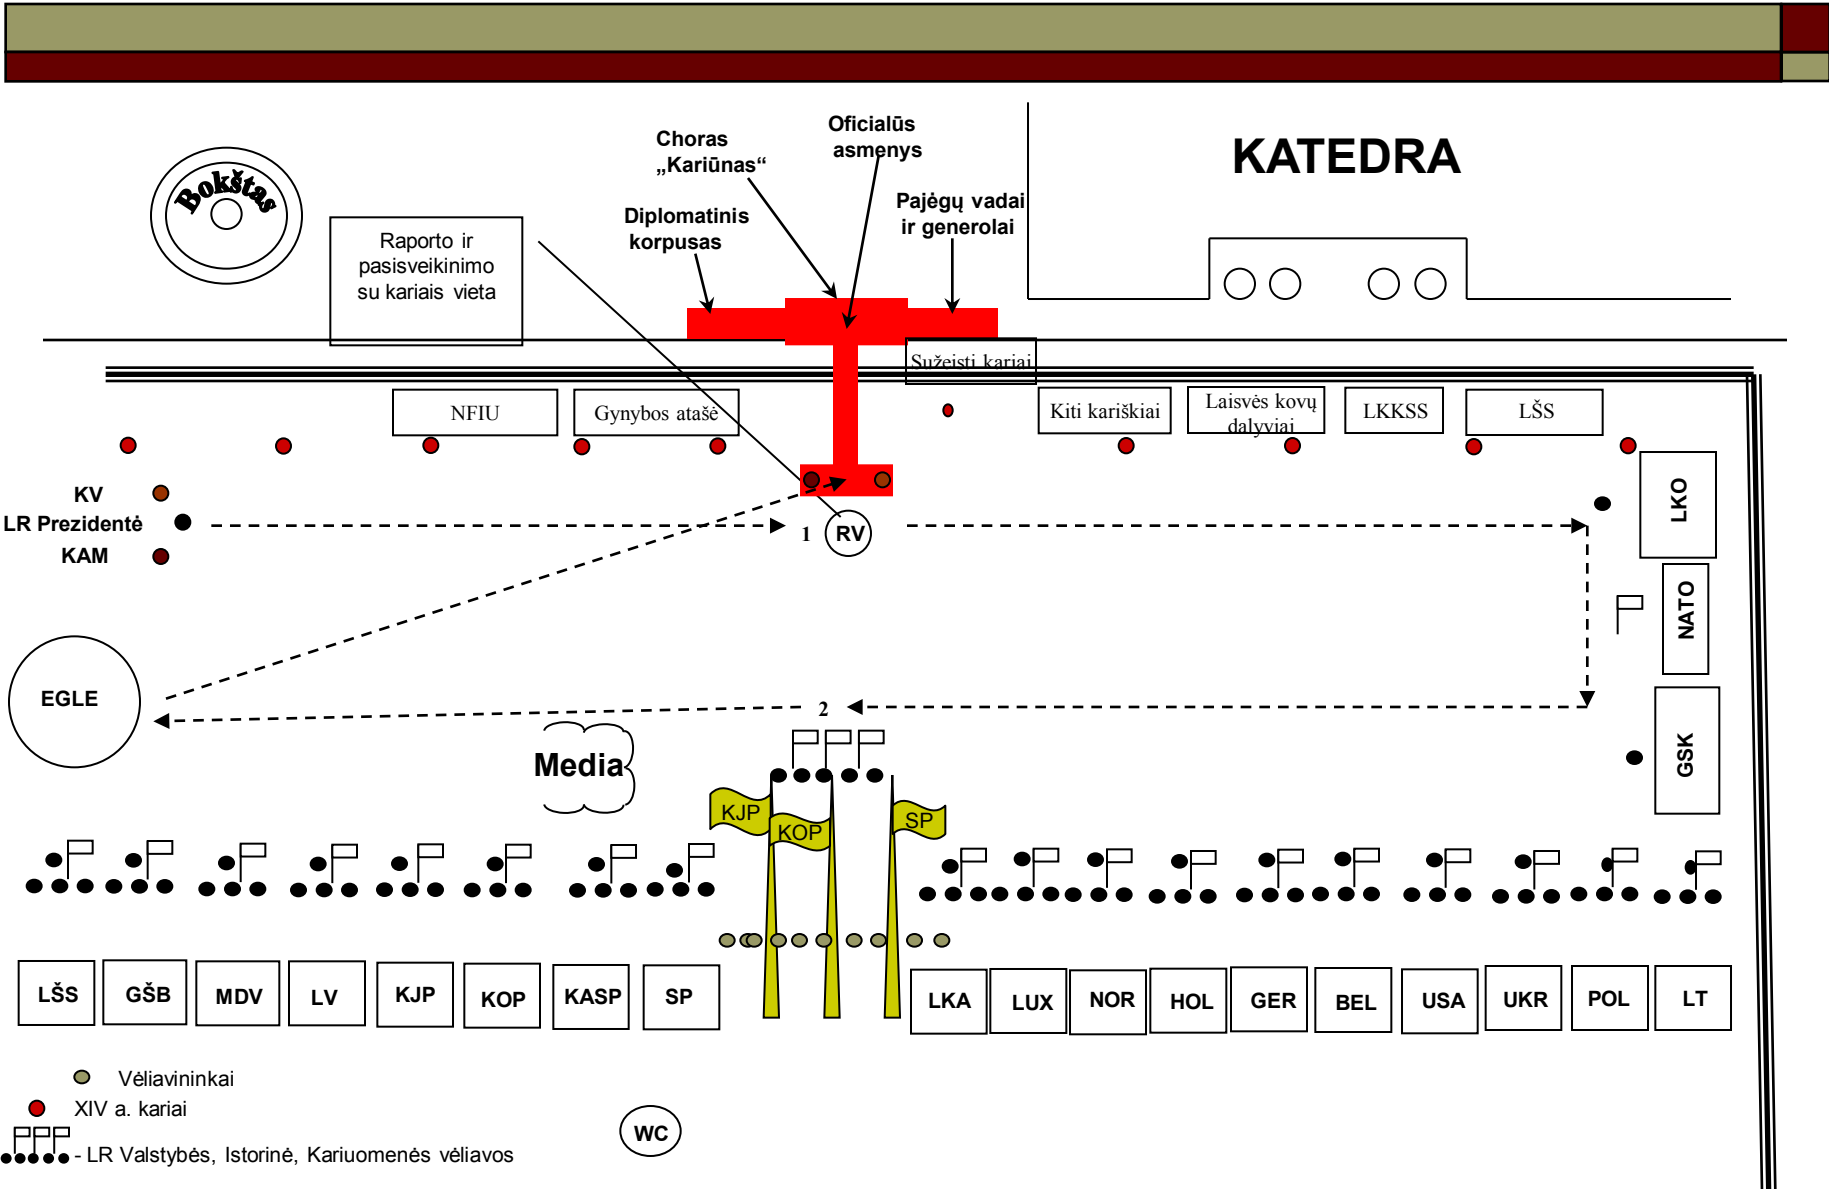 Bokštas
Raporto ir
pasisveikinimo
su kariais vieta
Choras
„Kariūnas“
Oficialūs
asmenys
Diplomatinis
korpusas
Pajėgų vadai
ir generolai
KATEDRA
Sužeisti kariai
NFIU
Gynybos atašė
Kiti kariškiai
Laisvės kovų
dalyviai
LKKSS
LŠS
KV
LR Prezidentė
KAM
1
RV
LKO
NATO
GSK
EGLE
2
Media
KJP
KOP
SP
LŠS
GŠB
MDV
LV
KJP
KOP
KASP
SP
LKA
LUX
NOR
HOL
GER
BEL
USA
UKR
POL
LT
Vėliavininkai
XIV a. kariai
- LR Valstybės, Istorinė, Kariuomenės vėliavos
WC